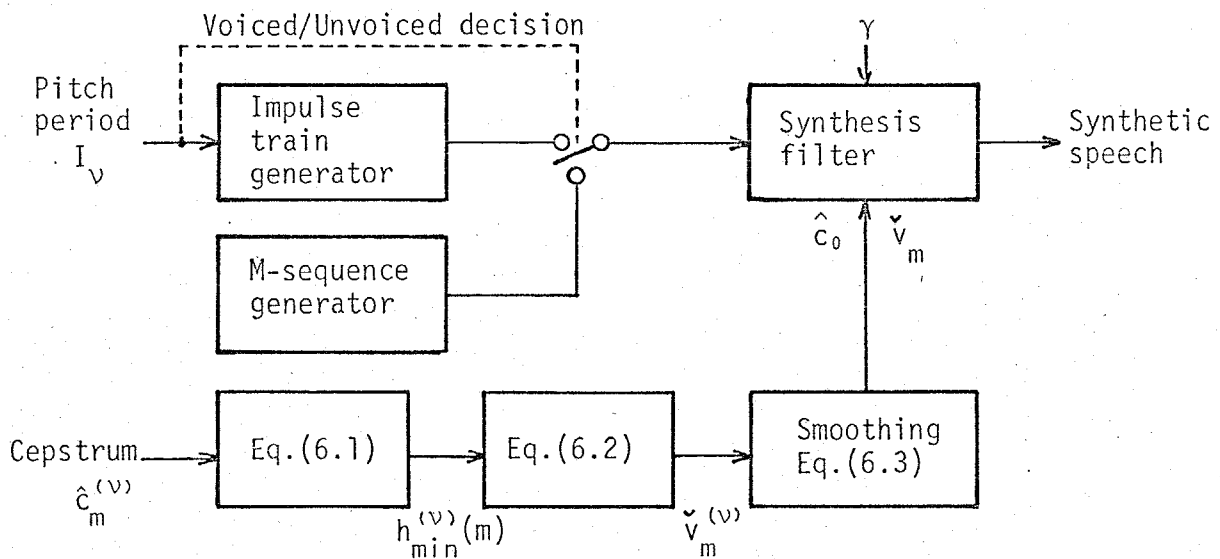 Voiced/Unvoiced decision
γ
Pitch
period
I_ν
Impulse
train
generator
Synthesis
filter
Synthetic
speech
ĉ₀ v̌_m
M-sequence
generator
Cepstrum
ĉ_m^(ν)
Eq.(6.1)
h_min^(ν)(m)
Eq.(6.2)
v̌_m^(ν)
Smoothing
Eq.(6.3)